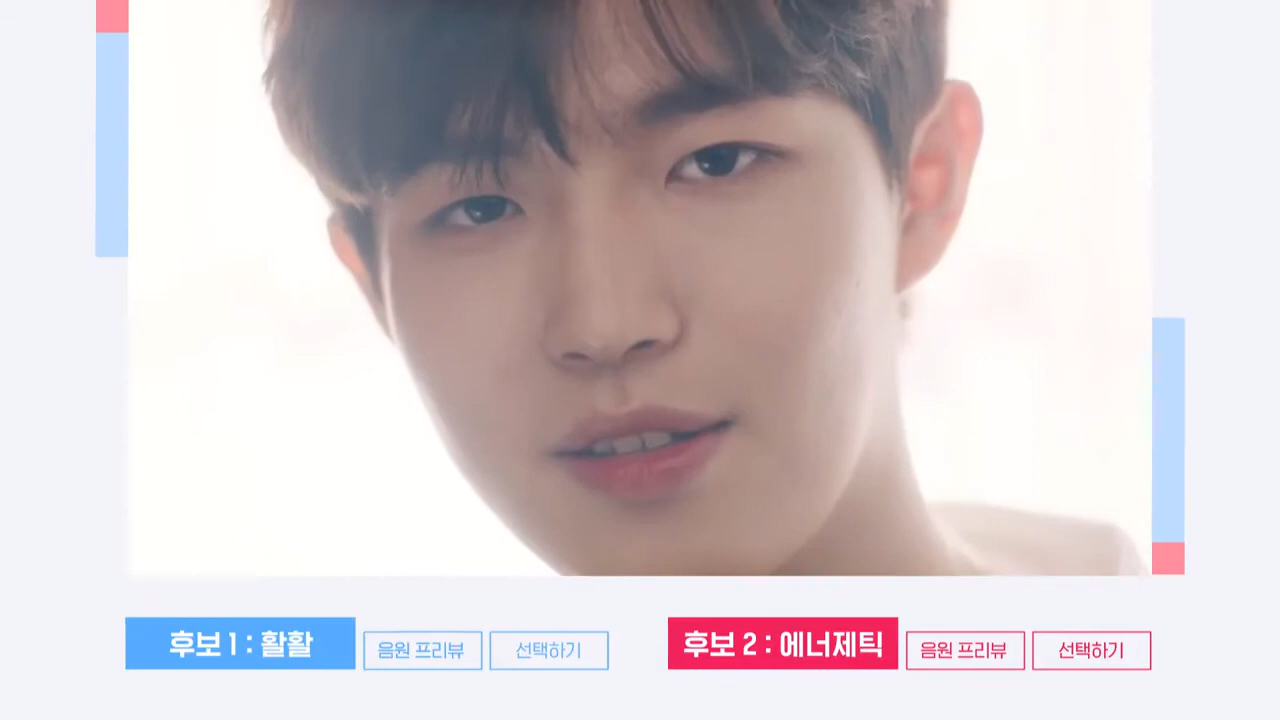 후보 1 : 활활
음원 프리뷰
선택하기
후보 2 : 에너제틱
음원 프리뷰
선택하기